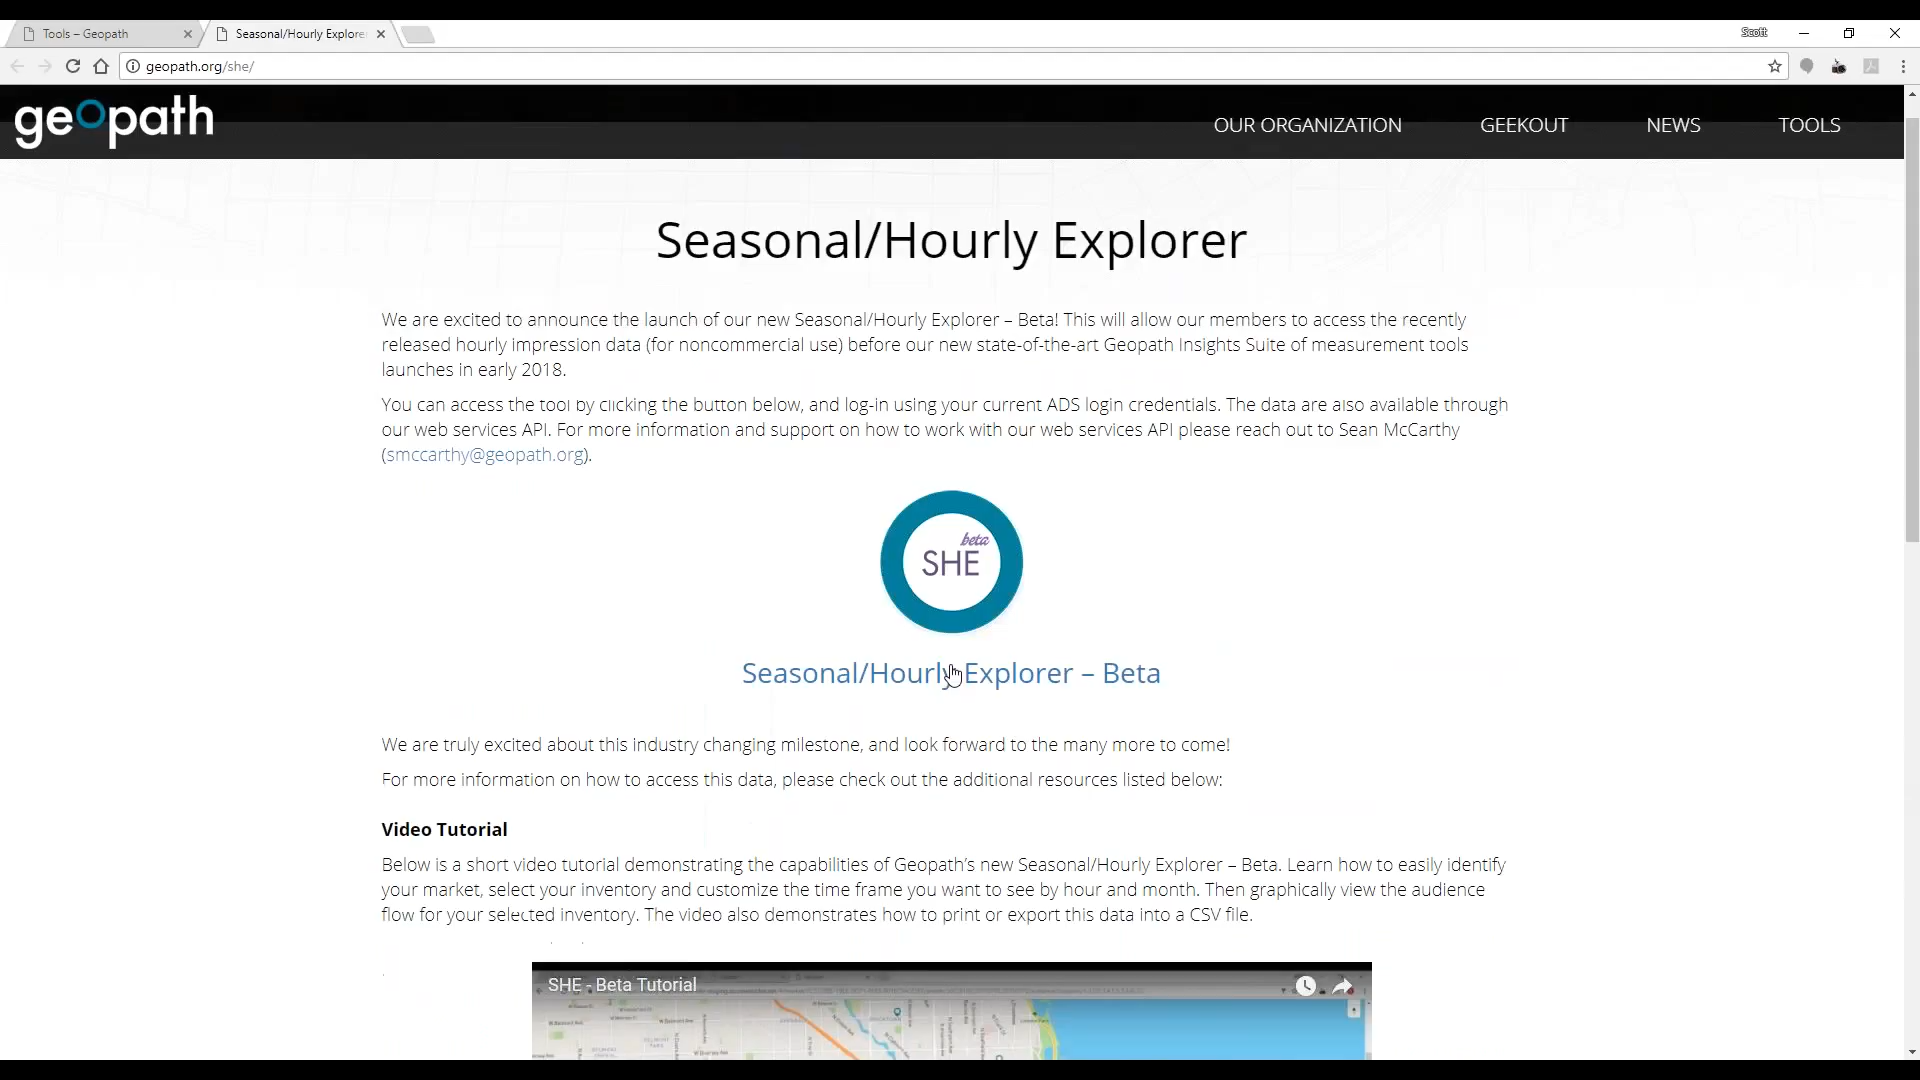 Tools – Geopath
Seasonal/Hourly Explore
Scott
geopath.org/she/
geopath
OUR ORGANIZATION GEEKOUT NEWS TOOLS
Seasonal/Hourly Explorer
We are excited to announce the launch of our new Seasonal/Hourly Explorer – Beta! This will allow our members to access the recently
released hourly impression data (for noncommercial use) before our new state-of-the-art Geopath Insights Suite of measurement tools
launches in early 2018.
You can access the tool by clicking the button below, and log-in using your current ADS login credentials. The data are also available through
our web services API. For more information and support on how to work with our web services API please reach out to Sean McCarthy
(smccarthy@geopath.org).
beta
SHE
Seasonal/Hourly Explorer – Beta
We are truly excited about this industry changing milestone, and look forward to the many more to come!
For more information on how to access this data, please check out the additional resources listed below:
Video Tutorial
Below is a short video tutorial demonstrating the capabilities of Geopath's new Seasonal/Hourly Explorer – Beta. Learn how to easily identify
your market, select your inventory and customize the time frame you want to see by hour and month. Then graphically view the audience
flow for your selected inventory. The video also demonstrates how to print or export this data into a CSV file.
SHE - Beta Tutorial